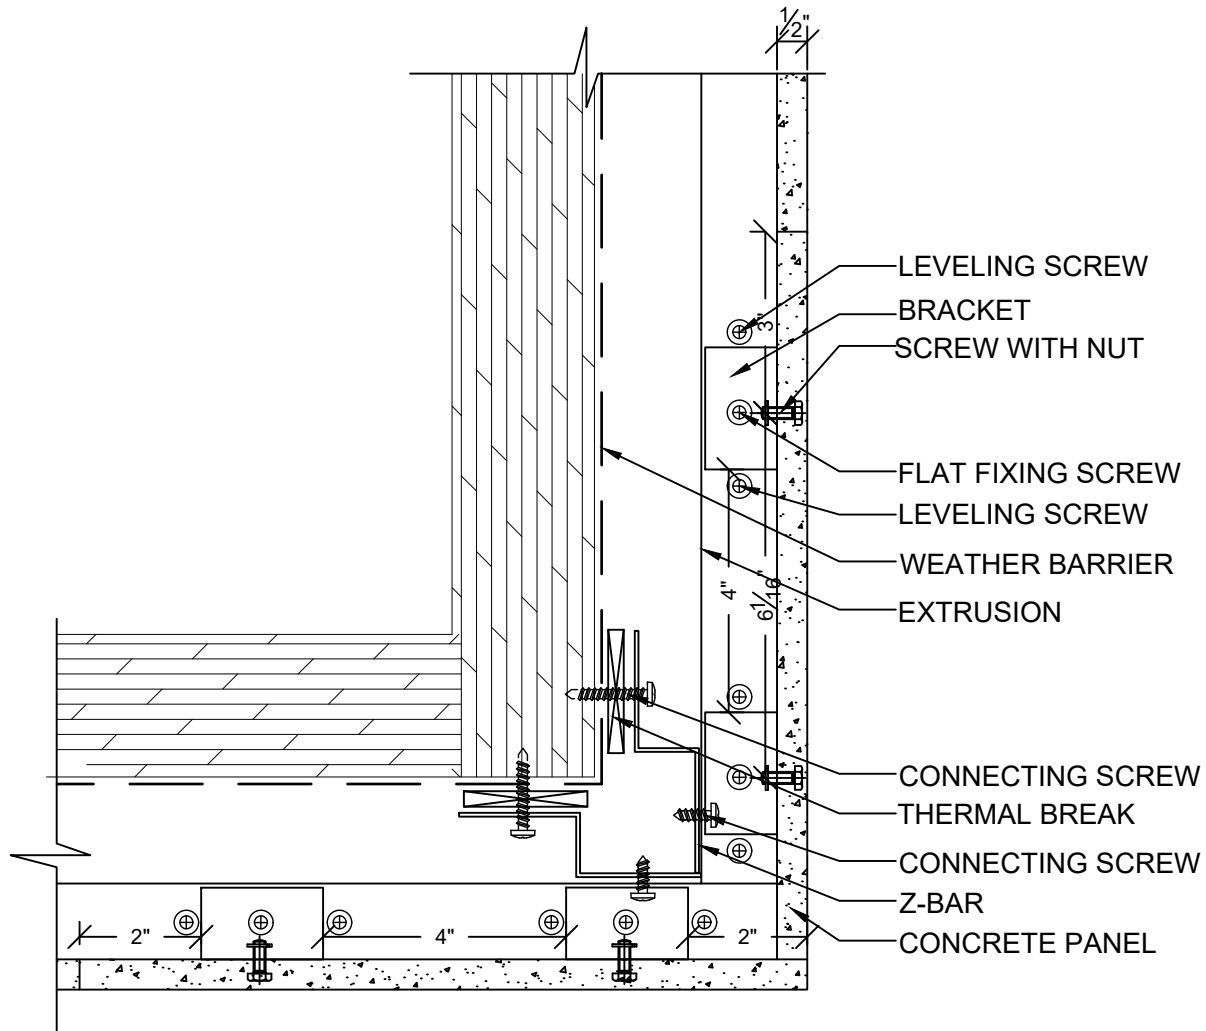 1/2"
LEVELING SCREW
BRACKET
SCREW WITH NUT
3"
FLAT FIXING SCREW
LEVELING SCREW
WEATHER BARRIER
4"
6 1/16"
EXTRUSION
CONNECTING SCREW
THERMAL BREAK
CONNECTING SCREW
Z-BAR
CONCRETE PANEL
2"
4"
2"